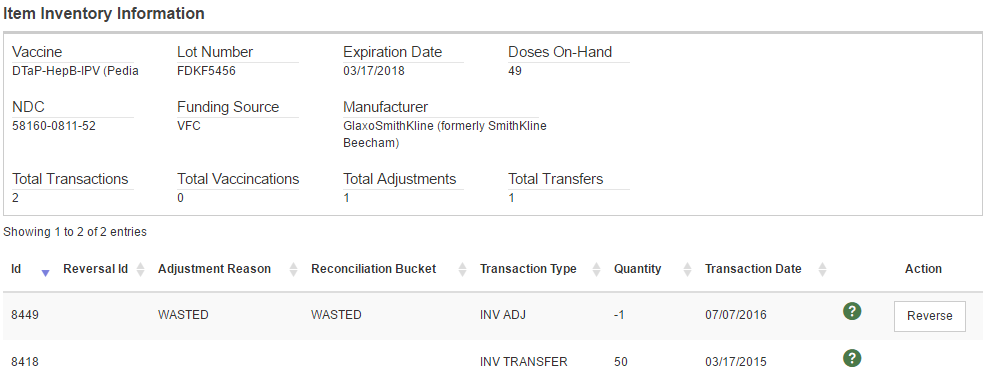 Item Inventory Information
Vaccine Lot Number Expiration Date Doses On-Hand
DTaP-HepB-IPV (Pedia FDKF5456 03/17/2018 49
NDC Funding Source Manufacturer
58160-0811-52 VFC GlaxoSmithKline (formerly SmithKline
Beecham)
Total Transactions Total Vaccincations Total Adjustments Total Transfers
2 0 1 1
Showing 1 to 2 of 2 entries
Id Reversal Id Adjustment Reason Reconciliation Bucket Transaction Type Quantity Transaction Date Action
8449 WASTED WASTED INV ADJ -1 07/07/2016 ? Reverse
8418 INV TRANSFER 50 03/17/2015 ?